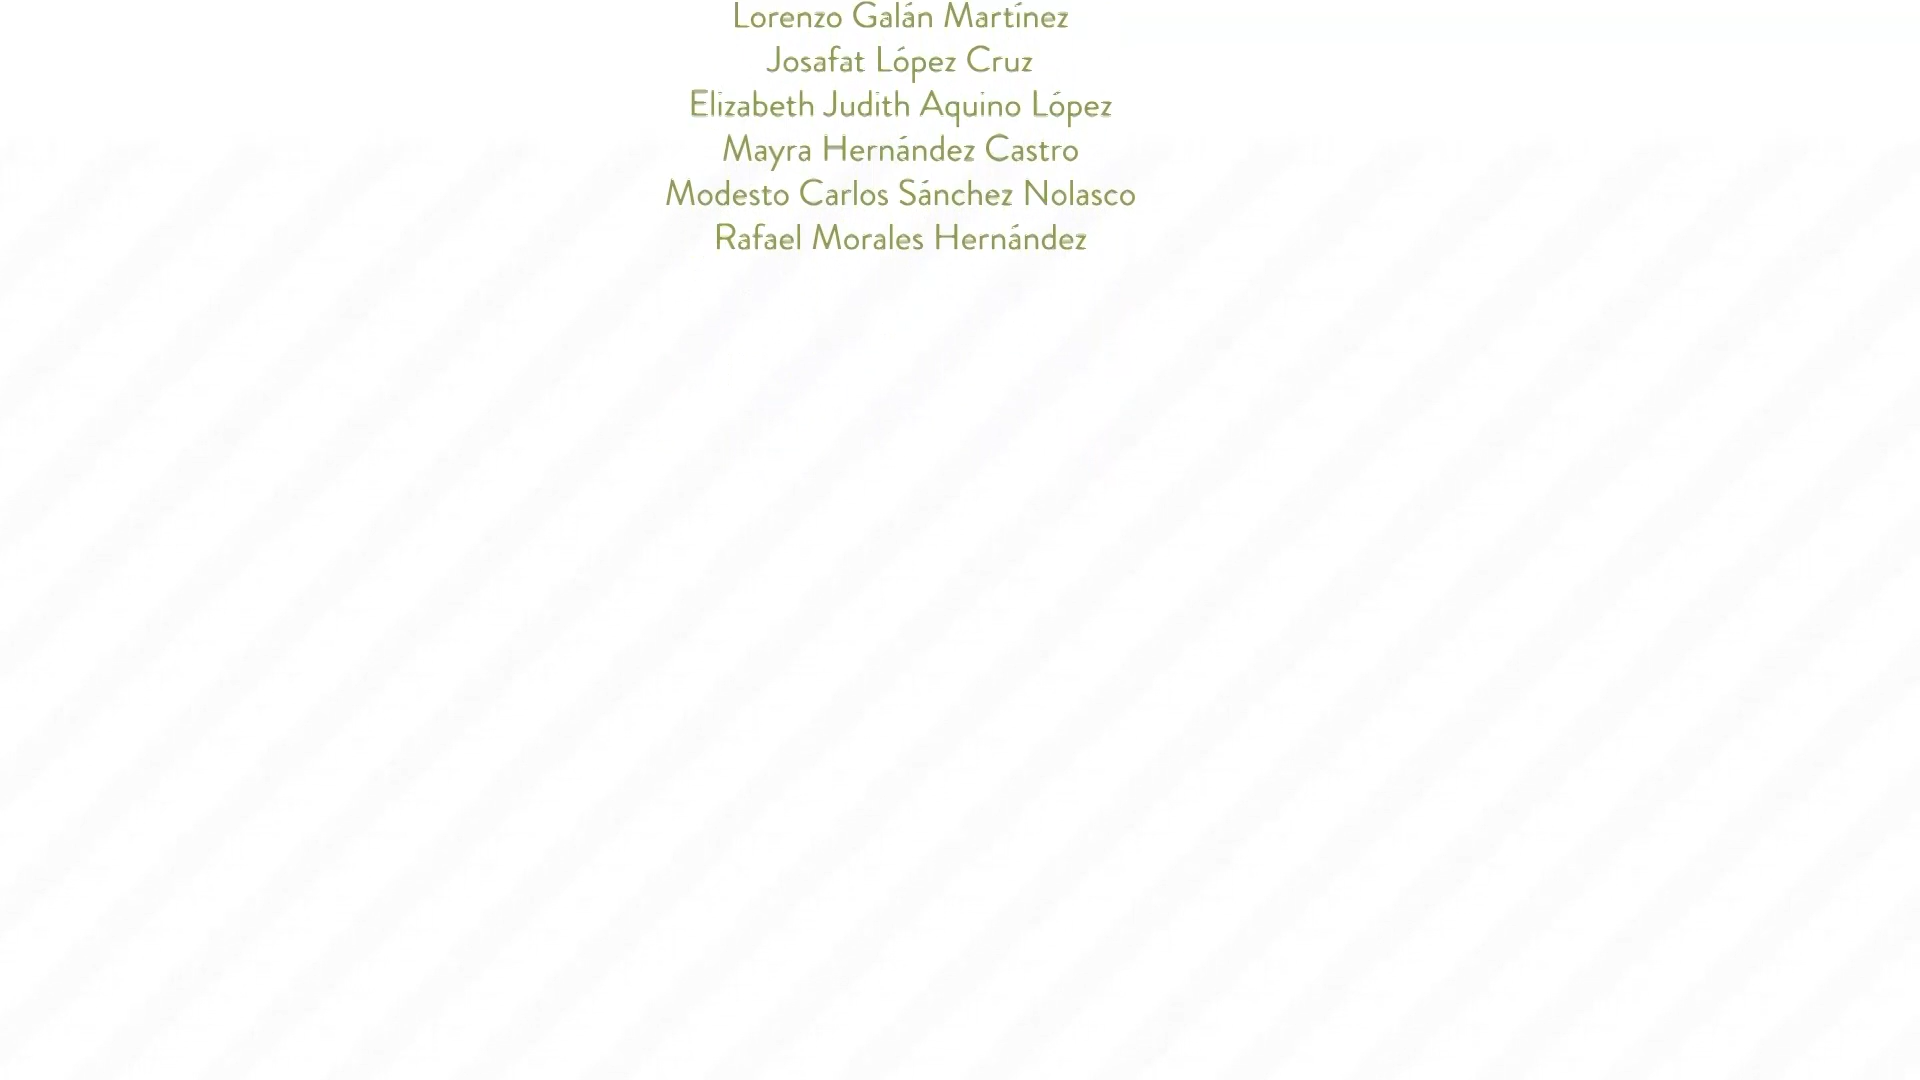 Lorenzo Galán Martínez
Josafat López Cruz
Elizabeth Judith Aquino López
Mayra Hernández Castro
Modesto Carlos Sánchez Nolasco
Rafael Morales Hernández